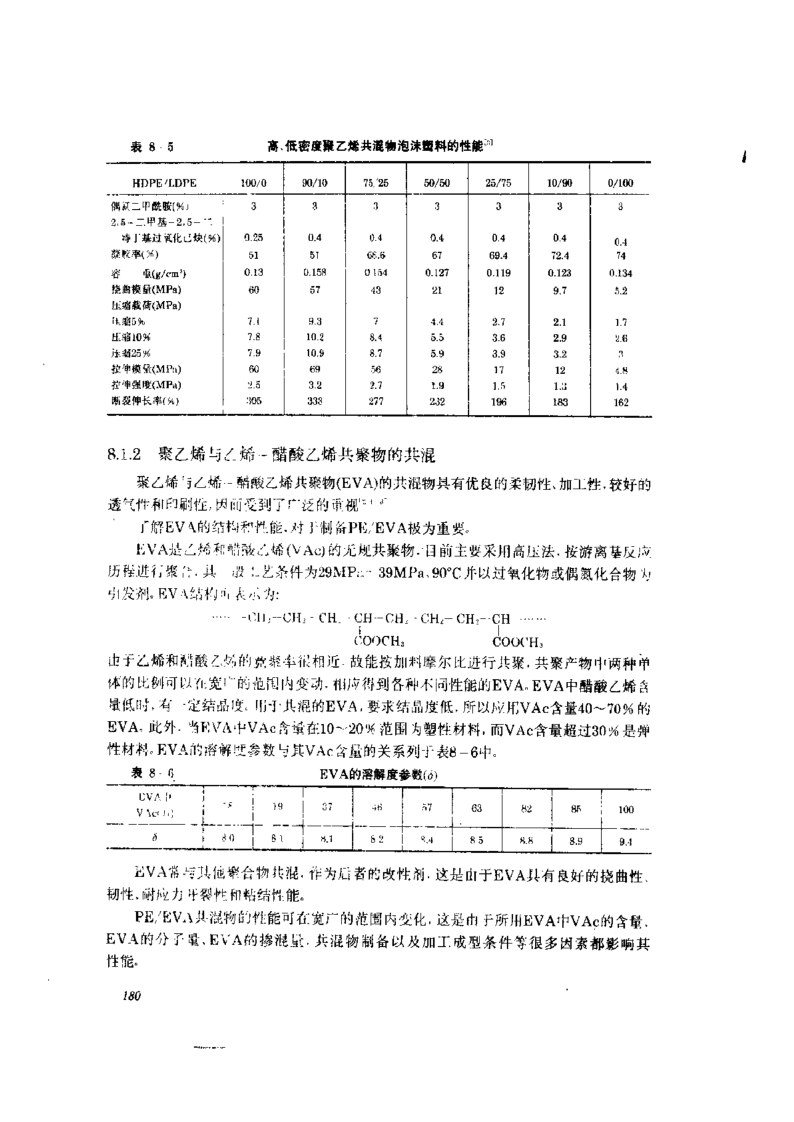 表 8-5 高、低密度聚乙烯共混物泡沫塑料的性能[5]
HDPE/LDPE 100/0 90/10 75/25 50/50 25/75 10/90 0/100
偶氮二甲酰胺(%) 3 3 3 3 3 3 3
2,5-二甲基-2,5-二
特丁基过氧化己炔(%) 0.25 0.4 0.4 0.4 0.4 0.4 0.4
凝胶率(%) 51 51 66.6 67 69.4 72.4 74
容 重(g/cm³) 0.13 0.158 0.154 0.127 0.119 0.123 0.134
挠曲模量(MPa) 60 57 43 21 12 9.7 5.2
压缩载荷(MPa)
压缩5% 7.1 9.3 7 4.4 2.7 2.1 1.7
压缩10% 7.8 10.2 8.4 5.5 3.6 2.9 2.6
压缩25% 7.9 10.9 8.7 5.9 3.9 3.2 3
拉伸模量(MPa) 60 69 56 28 17 12 4.8
拉伸强度(MPa) 2.5 3.2 2.7 1.9 1.5 1.3 1.4
断裂伸长率(%) 395 333 277 232 196 183 162
8.1.2 聚乙烯与乙烯-醋酸乙烯共聚物的共混
聚乙烯与乙烯-醋酸乙烯共聚物(EVA)的共混物具有优良的柔韧性、加工性,较好的
透气性和印刷性,因而受到了广泛的重视
了解EVA的结构和性能,对于制备PE/EVA极为重要。
EVA是乙烯和醋酸乙烯(VAc)的无规共聚物。目前主要采用高压法,按游离基反应
历程进行聚合,其一般工艺条件为29MPa~39MPa、90℃并以过氧化物或偶氮化合物为
引发剂。EVA结构可表示为:
……-CH₂-CH₂-CH₂-CH-CH₂-CH₂-CH₂-CH……
COOCH₃ COOCH₃
由于乙烯和醋酸乙烯的竞聚率很相近,故能按加料摩尔比进行共聚,共聚产物中两种单
体的比例可以在宽广的范围内变动,相应得到各种不同性能的EVA。EVA中醋酸乙烯含
量低时,有一定结晶度。用于共混的EVA,要求结晶度低,所以应用VAc含量40~70%的
EVA,此外,当EVA中VAc含量在10~20%范围为塑性材料,而VAc含量超过30%是弹
性材料。EVA的溶解度参数与其VAc含量的关系列于表8-6中。
表 8-6 EVA的溶解度参数(δ)
EVA中
VAc(%) 19 37 46 57 63 82 85 100
δ 8.0 8.1 8.1 8.2 8.4 8.5 8.8 8.9 9.1
EVA常与其他聚合物共混,作为后者的改性剂,这是由于EVA具有良好的挠曲性、
韧性、耐应力开裂性和粘结性能。
PE/EVA共混物的性能可在宽广的范围内变化,这是由于所用EVA中VAc的含量、
EVA的分子量、EVA的掺混量,共混物制备以及加工成型条件等很多因素都影响其
性能。
180